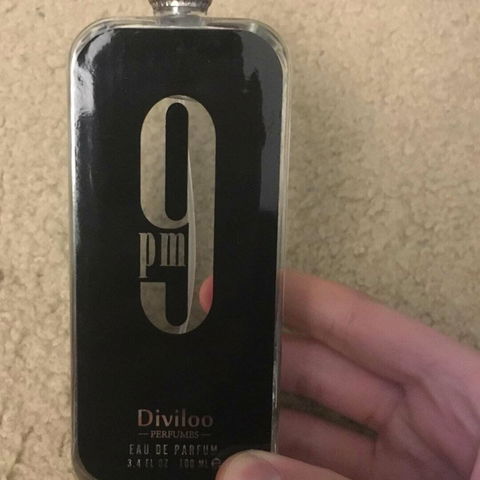 9
pm
Diviloo
PERFUMES
EAU DE PARFUM
3.4 FL OZ 100 ML ℮